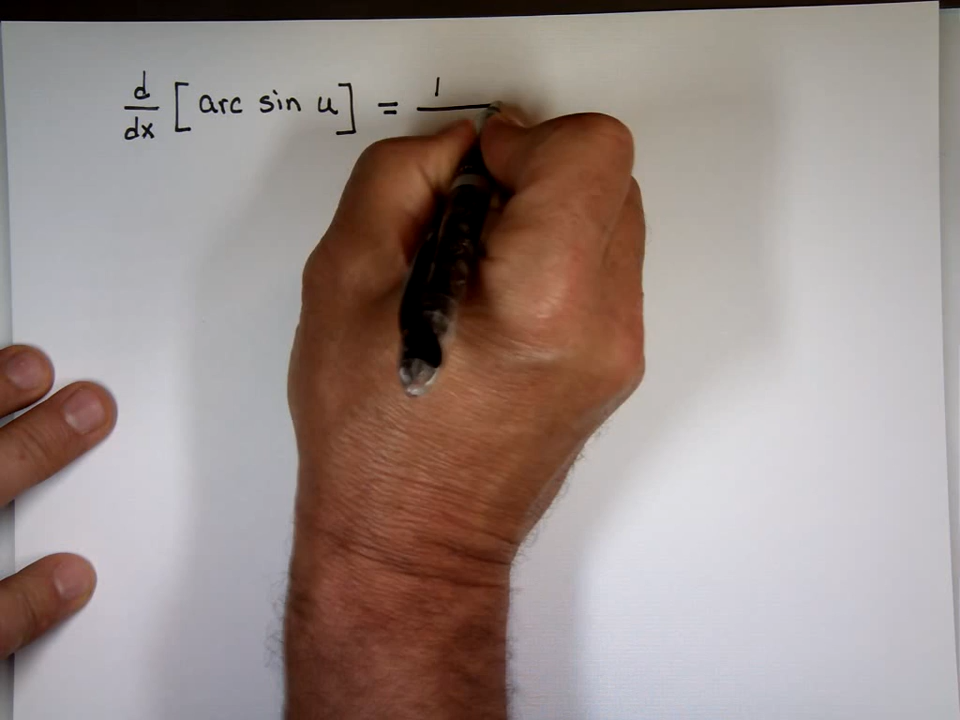 d/dx [arc sin u] = 1/